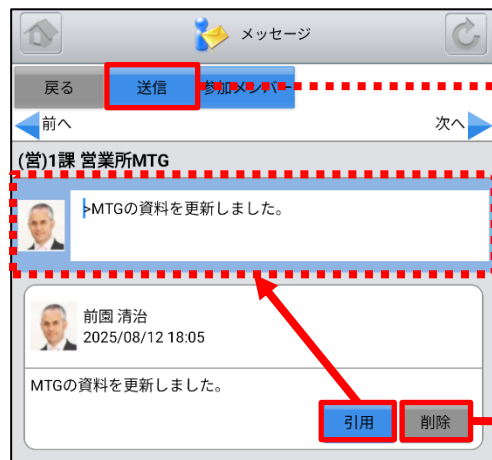 メッセージ
戻る 送信 参加メンバー
前へ 次へ
(営)1課 営業所MTG
>MTGの資料を更新しました。
前園 清治
2025/08/12 18:05
MTGの資料を更新しました。
引用 削除